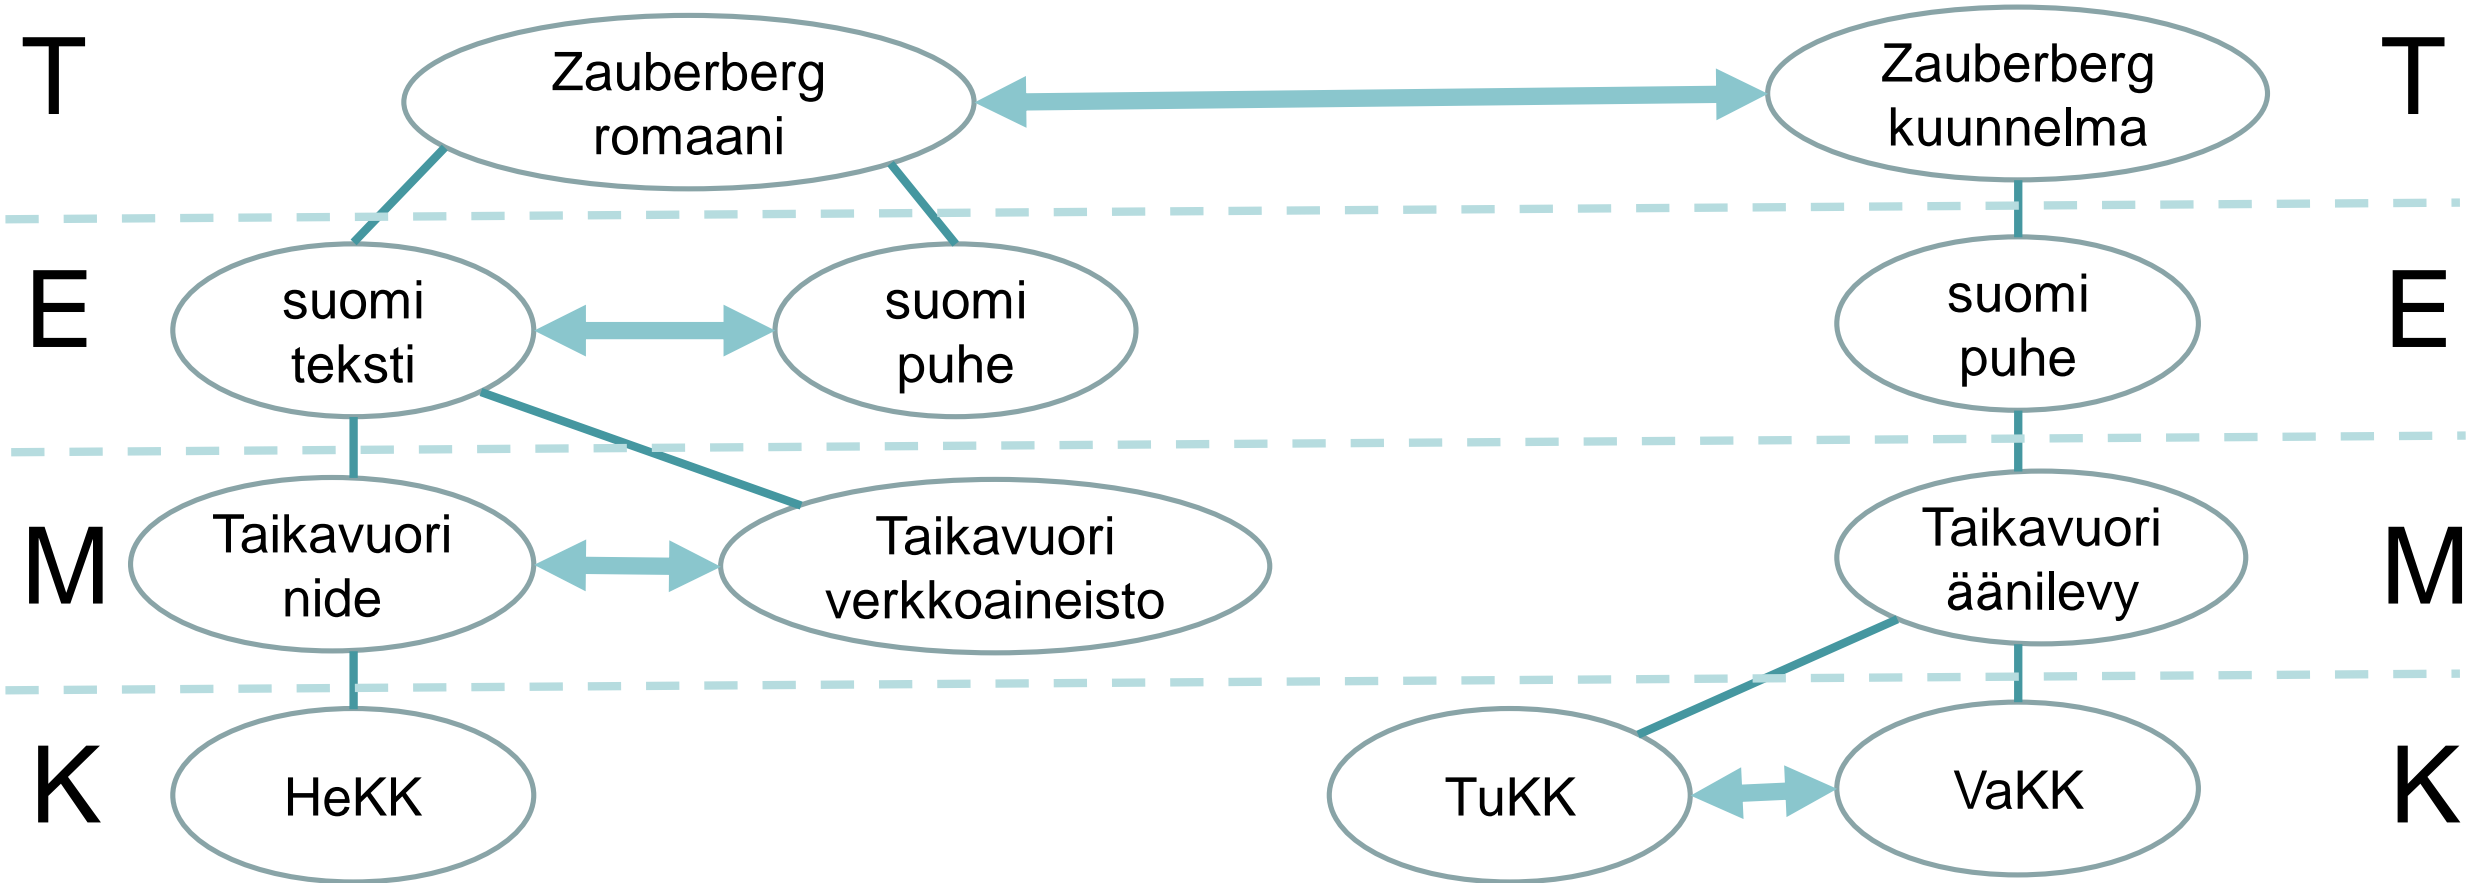 T
Zauberberg
romaani
Zauberberg
kuunnelma
T
E
suomi
teksti
suomi
puhe
suomi
puhe
E
M
Taikavuori
nide
Taikavuori
verkkoaineisto
Taikavuori
äänilevy
M
K
HeKK
TuKK
VaKK
K